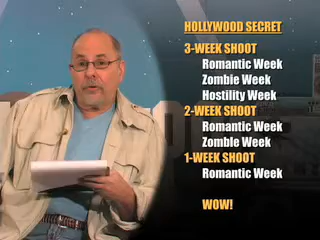 HOLLYWOOD SECRET
3-WEEK SHOOT
Romantic Week
Zombie Week
Hostility Week
2-WEEK SHOOT
Romantic Week
Zomble Week
1-WEEK SHOOT
Romantic Week
WOW!